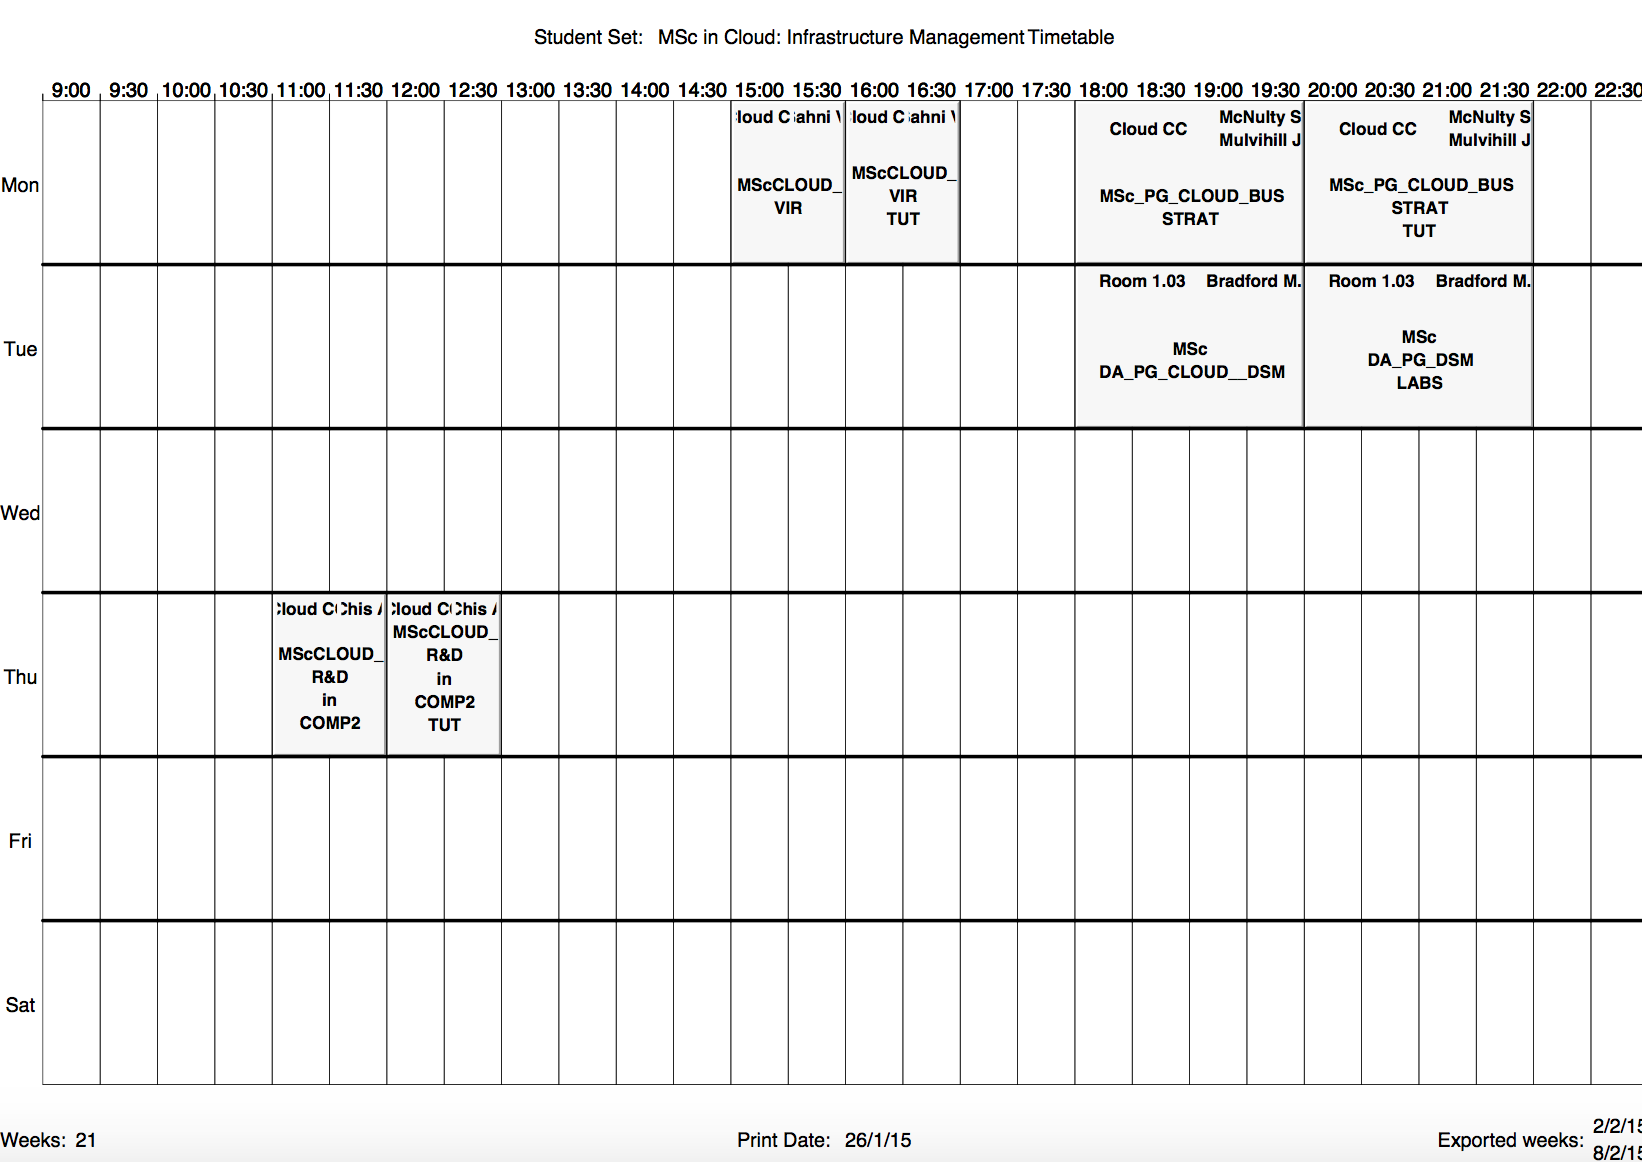 Student Set: MSc in Cloud: Infrastructure Management Timetable
9:00 9:30 10:00 10:30 11:00 11:30 12:00 12:30 13:00 13:30 14:00 14:30 15:00 15:30 16:00 16:30 17:00 17:30 18:00 18:30 19:00 19:30 20:00 20:30 21:00 21:30 22:00 22:30
Mon
loud C ahni
MScCLOUD_
VIR
loud C ahni
MScCLOUD_
VIR
TUT
Cloud CC
McNulty S
Mulvihill J
MSc_PG_CLOUD_BUS
STRAT
Cloud CC
McNulty S
Mulvihill J
MSc_PG_CLOUD_BUS
STRAT
TUT
Tue
Room 1.03 Bradford M.
MSc
DA_PG_CLOUD__DSM
Room 1.03 Bradford M.
MSc
DA_PG_DSM
LABS
Wed
Thu
Cloud C Chis
MScCLOUD_
R&D
in
COMP2
Cloud C Chis
MScCLOUD_
R&D
in
COMP2
TUT
Fri
Sat
Weeks: 21
Print Date: 26/1/15
Exported weeks:
2/2/15
8/2/15